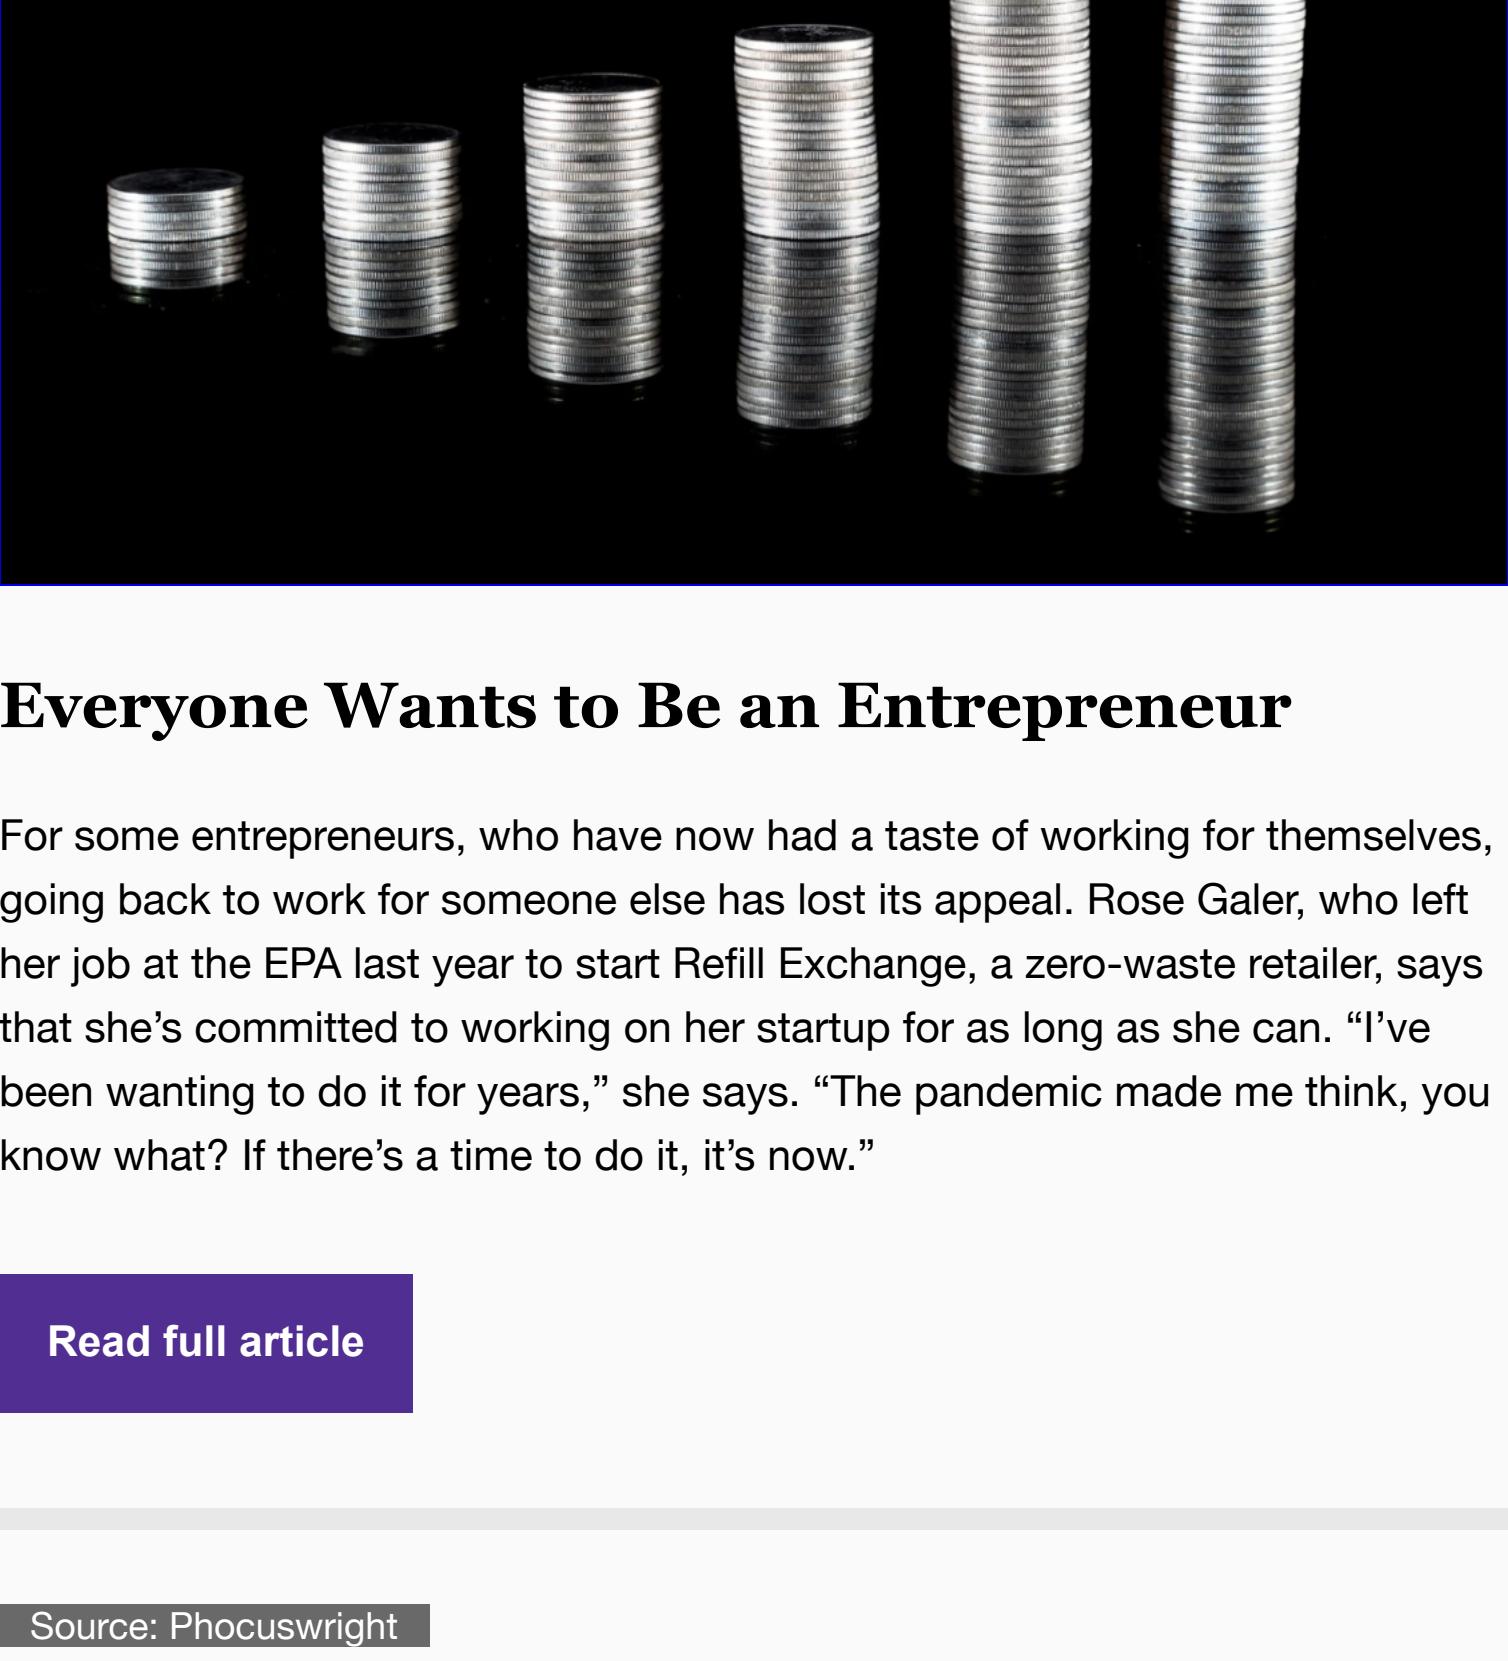 Everyone Wants to Be an Entrepreneur
For some entrepreneurs, who have now had a taste of working for themselves,
going back to work for someone else has lost its appeal. Rose Galer, who left
her job at the EPA last year to start Refill Exchange, a zero-waste retailer, says
that she’s committed to working on her startup for as long as she can. “I’ve
been wanting to do it for years,” she says. “The pandemic made me think, you
know what? If there’s a time to do it, it’s now.”
Read full article
Source: Phocuswright